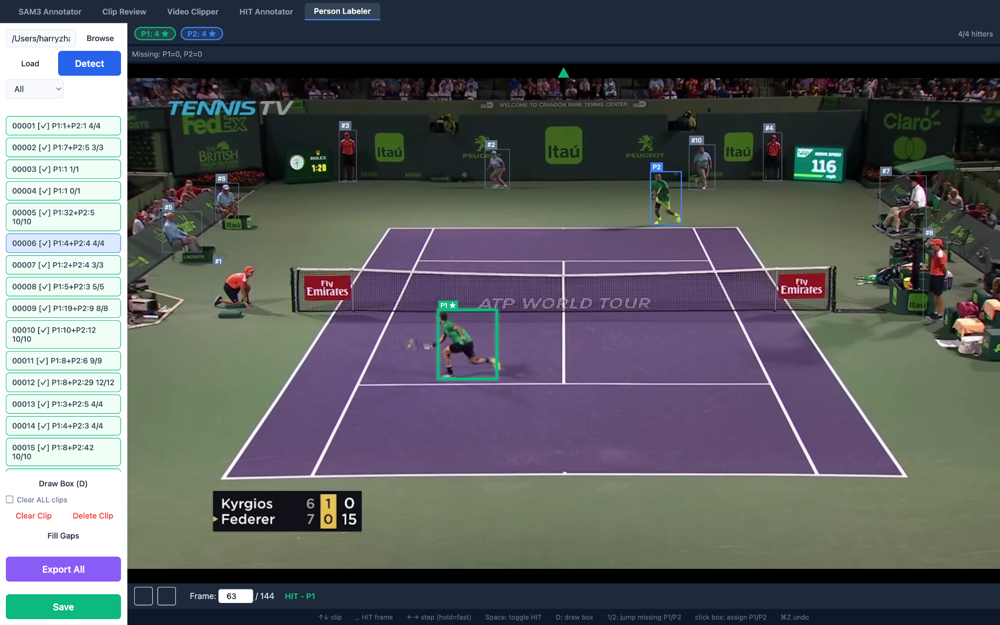 SAM3 Annotator
Clip Review
Video Clipper
HIT Annotator
Person Labeler
/Users/harryzha
Browse
Load
Detect
All
00001 [✓] P1:1+P2:1 4/4
00002 [✓] P1:7+P2:5 3/3
00003 [✓] P1:1 1/1
00004 [✓] P1:1 0/1
00005 [✓] P1:32+P2:5
10/10
00006 [✓] P1:4+P2:4 4/4
00007 [✓] P1:2+P2:4 3/3
00008 [✓] P1:5+P2:3 5/5
00009 [✓] P1:19+P2:9 8/8
00010 [✓] P1:10+P2:12
10/10
00011 [✓] P1:8+P2:6 9/9
00012 [✓] P1:8+P2:29 12/12
00013 [✓] P1:3+P2:5 4/4
00014 [✓] P1:4+P2:3 4/4
00015 [✓] P1:8+P2:42
10/10
Draw Box (D)
Clear ALL clips
Clear Clip
Delete Clip
Fill Gaps
Export All
Save
P1: 4 ★
P2: 4 ★
4/4 hitters
Missing: P1=0, P2=0
TENNIS TV
WELCOME TO CRANDON PARK TENNIS CENTER
FedEx
THE
BRITISH
VIRGIN ISLANDS
ROLEX
1:20
#3
Itaú
MIAMI
MIAMI
LACOSTE
PEUGEOT
#2
Itaú
PEUGEOT
#10
Itaú
#4
SAP
SERVE SPEED
116
mph
Claro-
P2
#7
#6
#5
Itaú
LACOSTE
#1
#8
Itaú
Fly
Emirates
Fly
Emirates
ATP WORLD TOUR
P1 ★
Kyrgios 6 1 0
Federer 7 0 15
Frame: 63 / 144
HIT - P1
↑↓ clip
,. HIT frame
←→ step (hold=fast)
Space: toggle HIT
D: draw box
1/2: jump missing P1/P2
click box: assign P1/P2
⌘Z undo